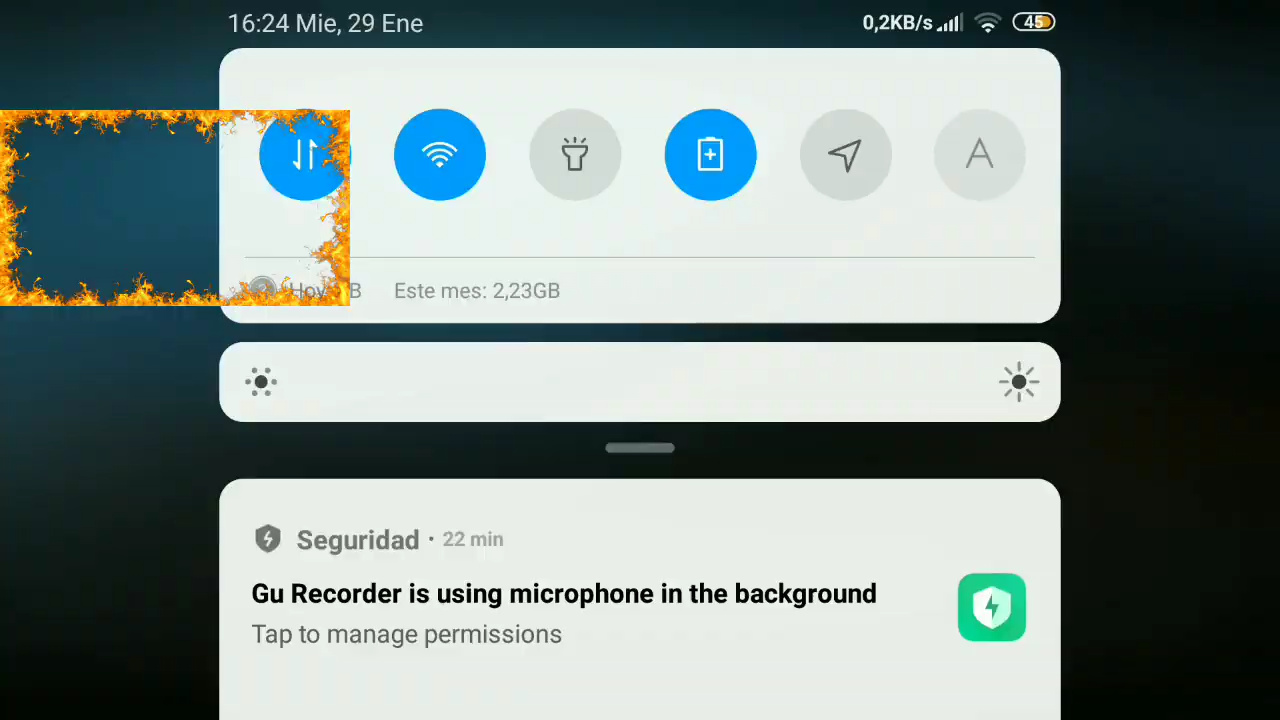 16:24 Mie, 29 Ene
0,2KB/s 45
A
Este mes: 2,23GB
Seguridad · 22 min
Gu Recorder is using microphone in the background
Tap to manage permissions